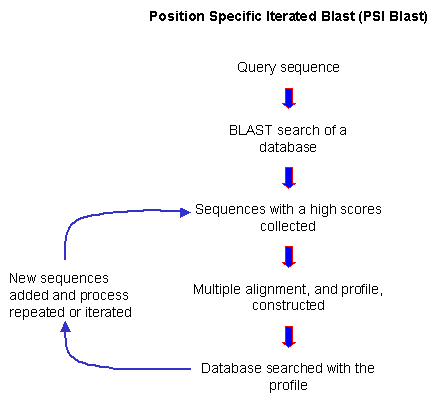 Position Specific Iterated Blast (PSI Blast)
Query sequence
BLAST search of a
database
Sequences with a high scores
collected
Multiple alignment, and profile,
constructed
Database searched with the
profile
New sequences
added and process
repeated or iterated